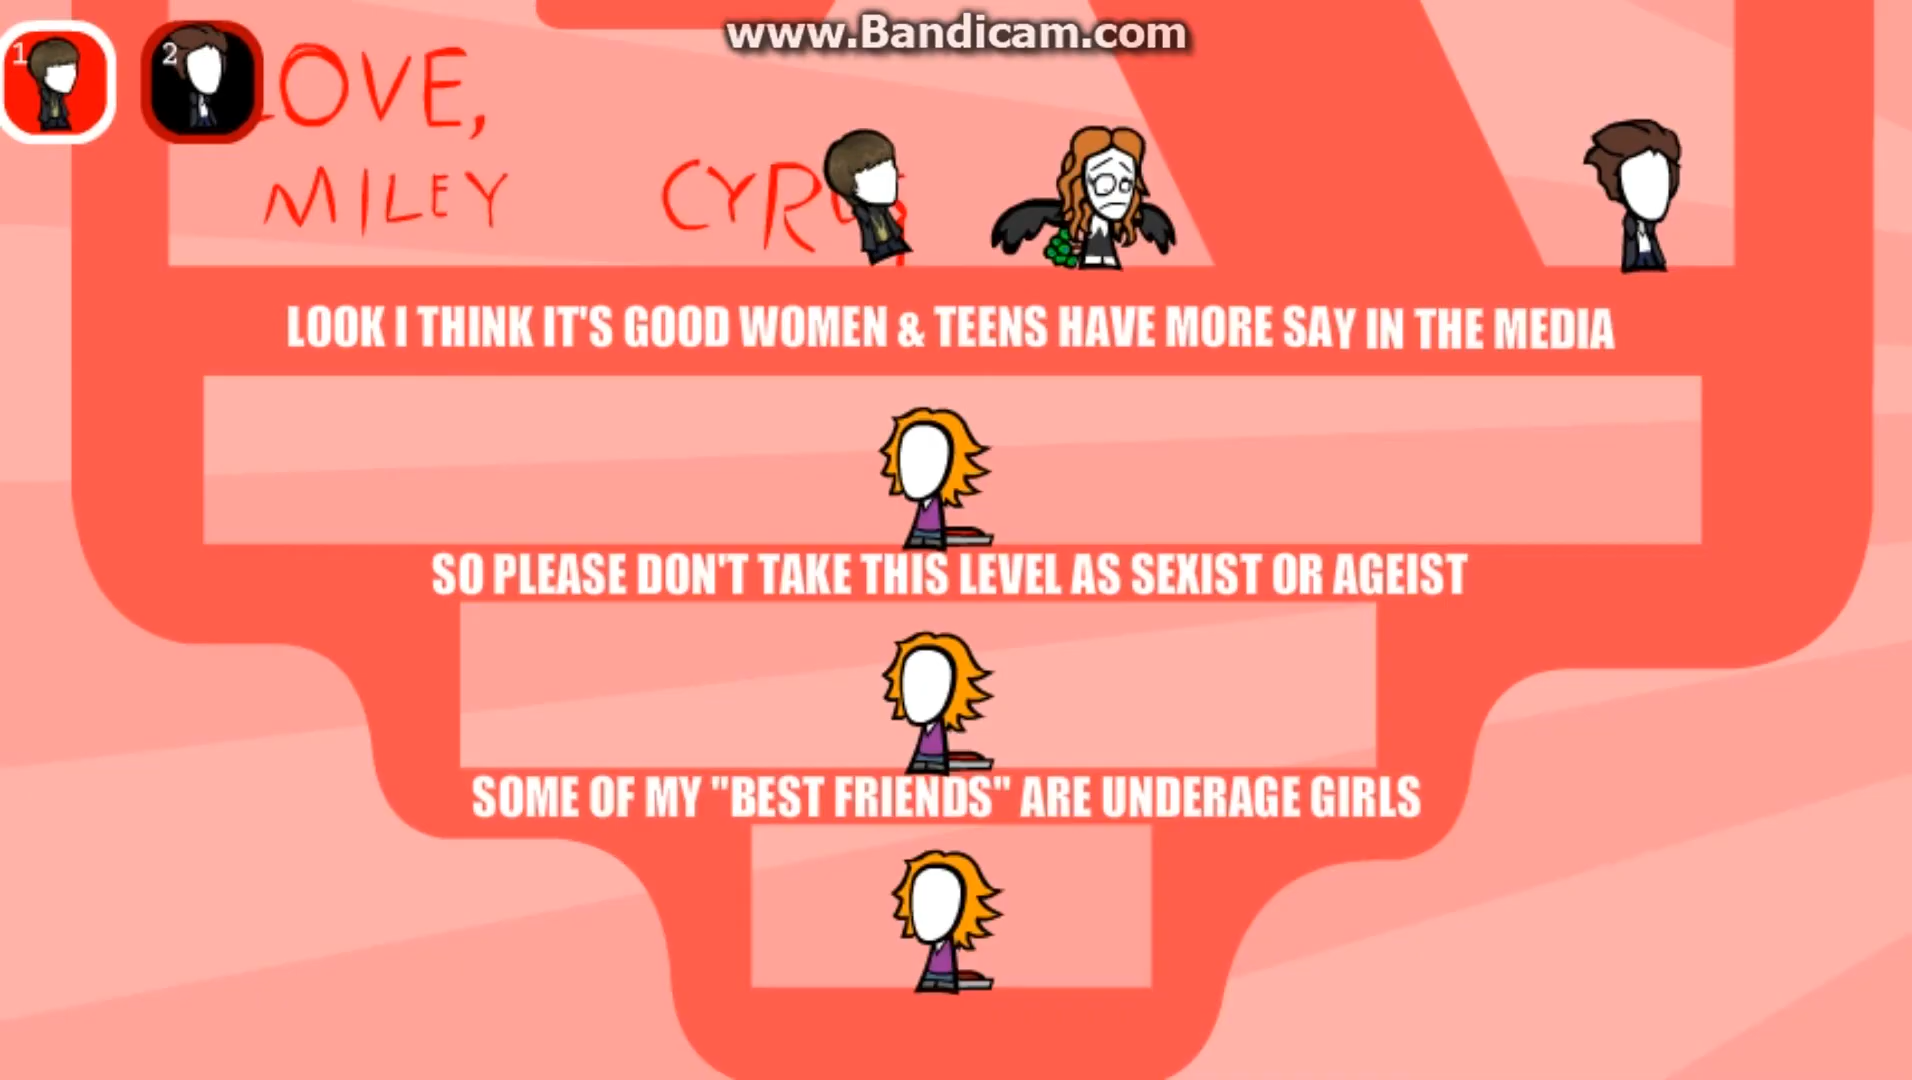 www.Bandicam.com
1
2
LOVE,
MILEY CYRUS
LOOK I THINK IT'S GOOD WOMEN & TEENS HAVE MORE SAY IN THE MEDIA
SO PLEASE DON'T TAKE THIS LEVEL AS SEXIST OR AGEIST
SOME OF MY "BEST FRIENDS" ARE UNDERAGE GIRLS